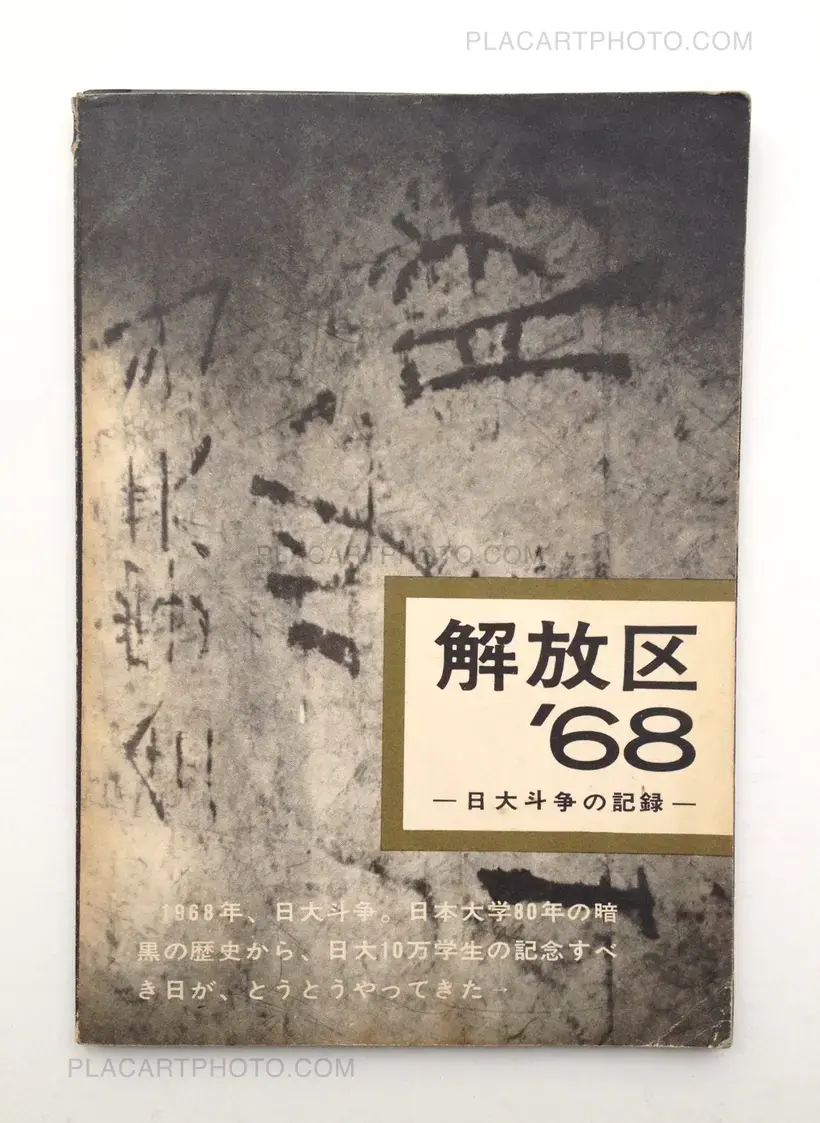 PLACARTPHOTO.COM
PLACARTPHOTO.COM
解放区
'68
—日大斗争の記録—
1968年、日大斗争。日本大学80年の暗
黒の歴史から、日大10万学生の記念すべ
き日が、とうとうやってきた—
PLACARTPHOTO.COM